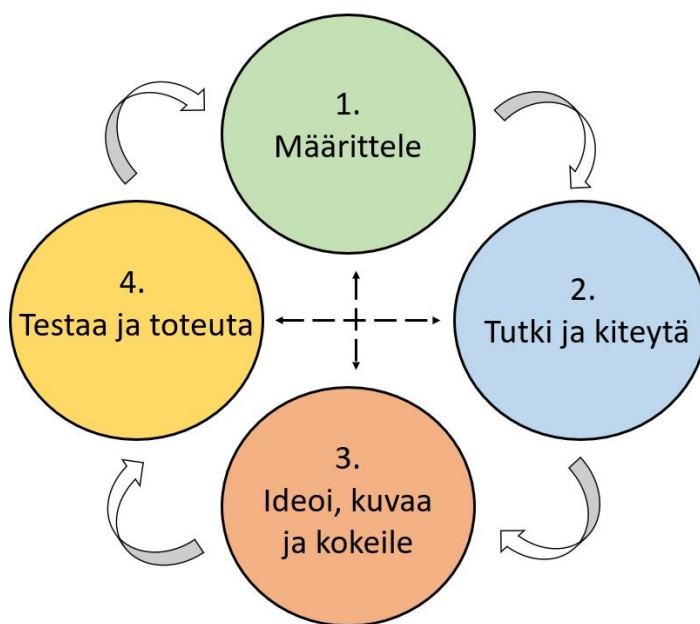 1.
Määrittele
2.
Tutki ja kiteytä
3.
Ideoi, kuvaa
ja kokeile
4.
Testaa ja toteuta